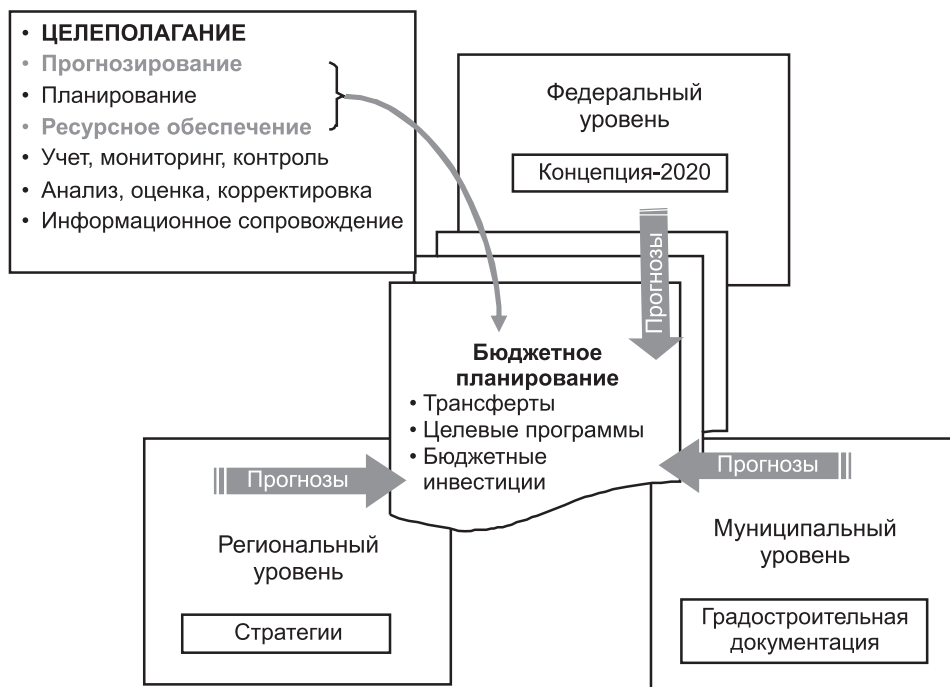 • ЦЕЛЕПОЛАГАНИЕ
• Прогнозирование
• Планирование
• Ресурсное обеспечение
• Учет, мониторинг, контроль
• Анализ, оценка, корректировка
• Информационное сопровождение
Федеральный
уровень
Концепция-2020
Прогнозы
Бюджетное
планирование
• Трансферты
• Целевые программы
• Бюджетные
инвестиции
Прогнозы
Региональный
уровень
Стратегии
Прогнозы
Муниципальный
уровень
Градостроительная
документация